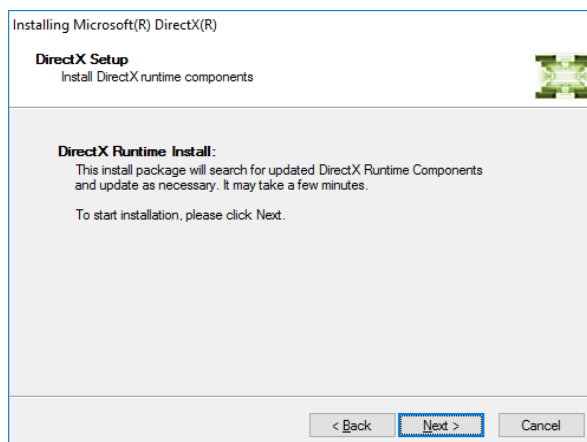 Installing Microsoft(R) DirectX(R)
DirectX Setup
Install DirectX runtime components
DirectX Runtime Install:
This install package will search for updated DirectX Runtime Components
and update as necessary. It may take a few minutes.
To start installation, please click Next.
< Back
Next >
Cancel